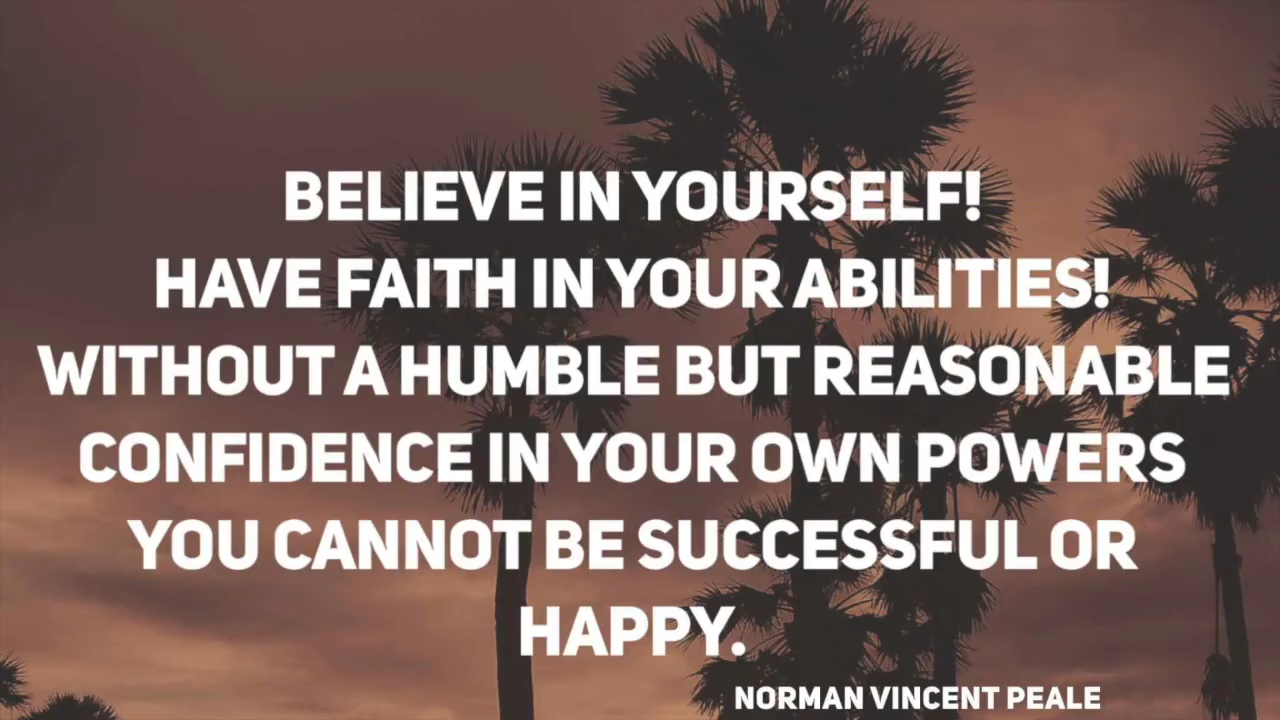 BELIEVE IN YOURSELF!
HAVE FAITH IN YOUR ABILITIES!
WITHOUT A HUMBLE BUT REASONABLE
CONFIDENCE IN YOUR OWN POWERS
YOU CANNOT BE SUCCESSFUL OR
HAPPY.
NORMAN VINCENT PEALE